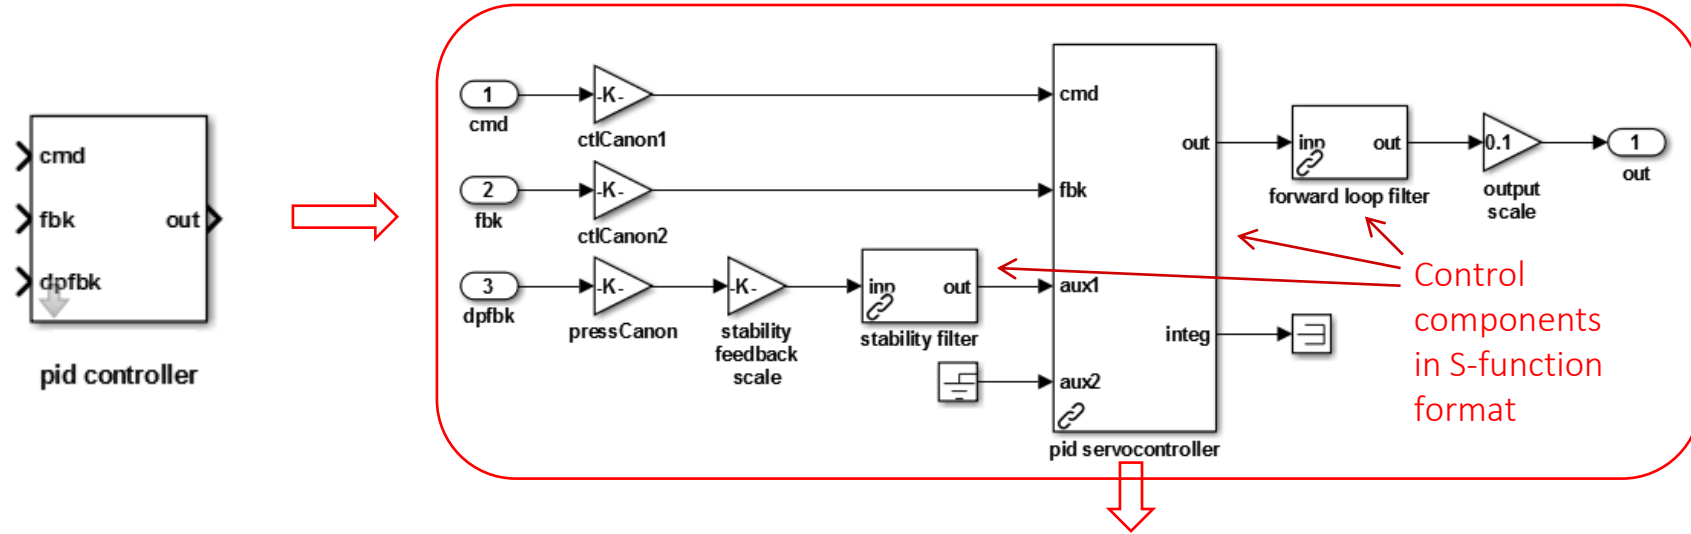 cmd
fbk
out
dpfbk
pid controller
1
cmd
-K-
ctlCanon1
2
fbk
-K-
ctlCanon2
3
dpfbk
-K-
pressCanon
-K-
stability
feedback
scale
inp
out
stability filter
cmd
out
fbk
aux1
integ
aux2
pid servocontroller
inp
out
forward loop filter
0.1
output
scale
1
out
Control
components
in S-function
format